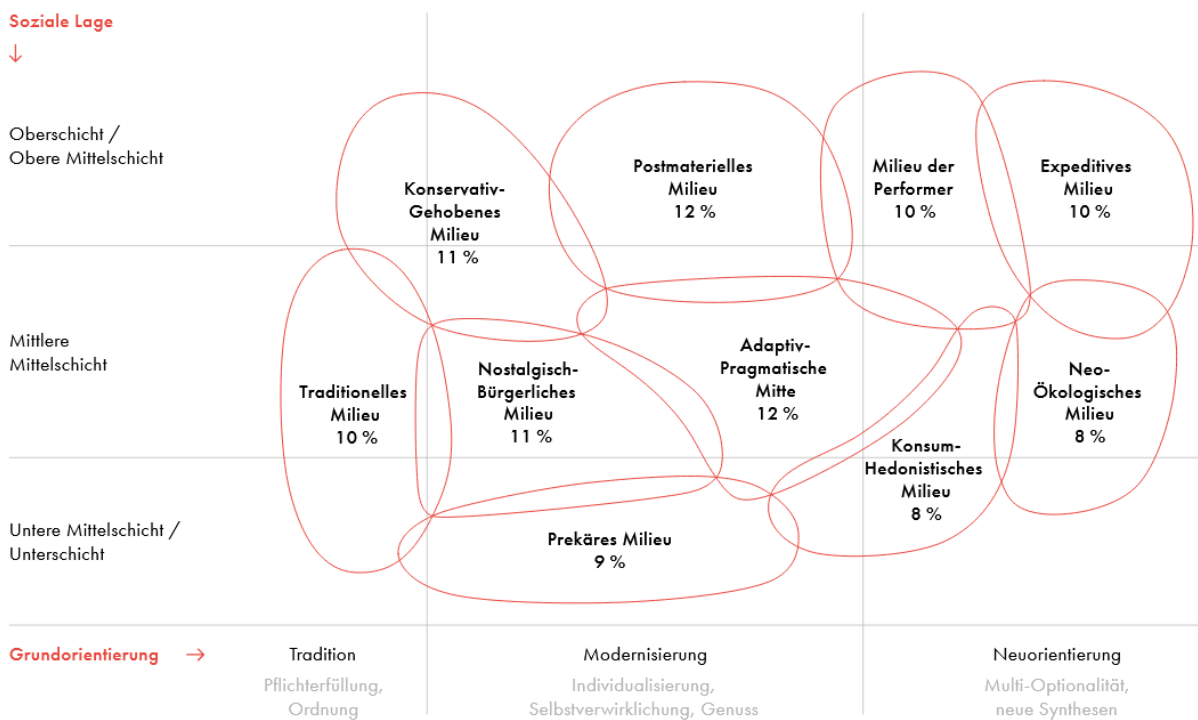 Soziale Lage
↓
Oberschicht /
Obere Mittelschicht
Konservativ-
Gehobenes
Milieu
11 %
Postmaterielles
Milieu
12 %
Milieu der
Performer
10 %
Expeditives
Milieu
10 %
Mittlere
Mittelschicht
Traditionelles
Milieu
10 %
Nostalgisch-
Bürgerliches
Milieu
11 %
Adaptiv-
Pragmatische
Mitte
12 %
Neo-
Ökologisches
Milieu
8 %
Konsum-
Hedonistisches
Milieu
8 %
Untere Mittelschicht /
Unterschicht
Prekäres Milieu
9 %
Grundorientierung →
Tradition
Pflichterfüllung,
Ordnung
Modernisierung
Individualisierung,
Selbstverwirklichung, Genuss
Neuorientierung
Multi-Optionalität,
neue Synthesen